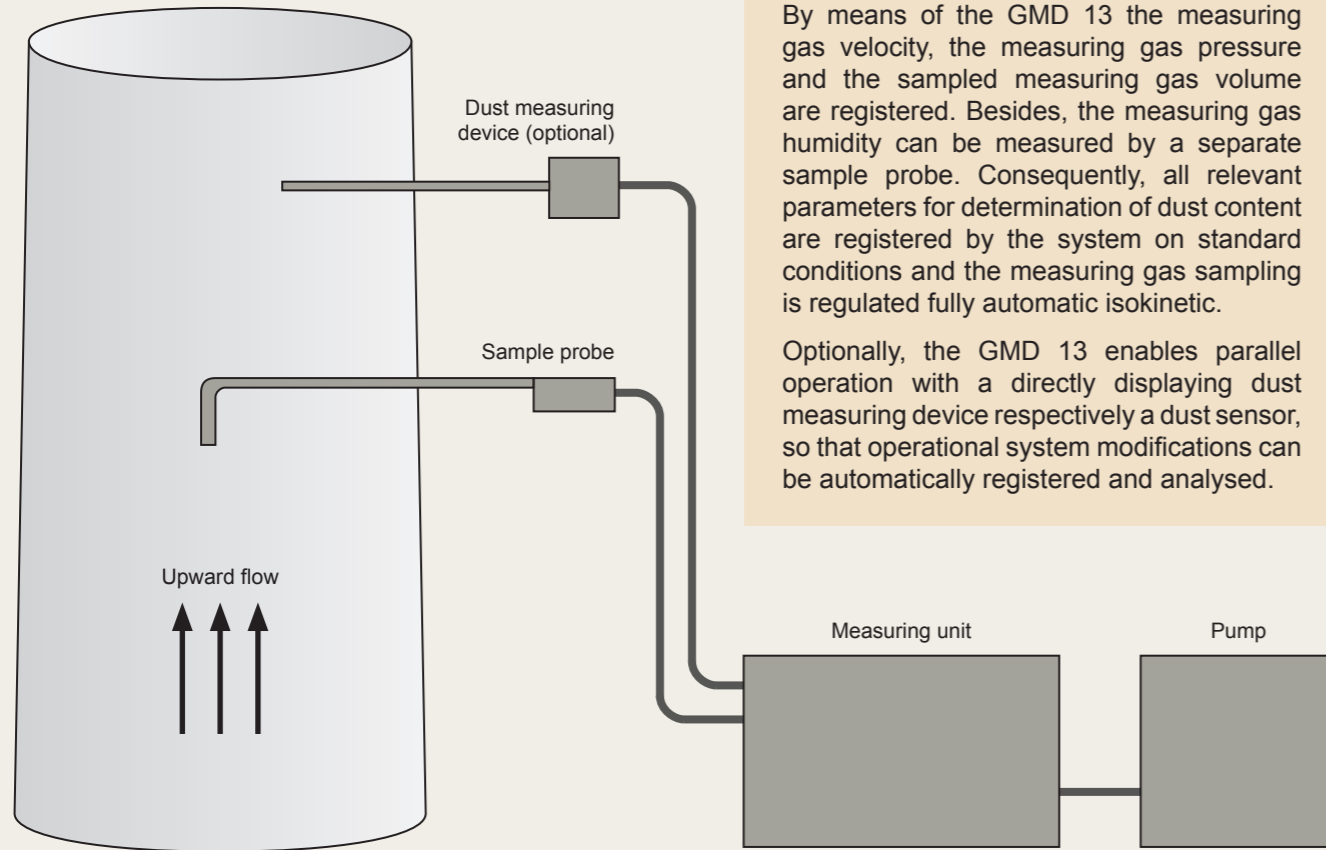 By means of the GMD 13 the measuring
gas velocity, the measuring gas pressure
and the sampled measuring gas volume
are registered. Besides, the measuring gas
humidity can be measured by a separate
sample probe. Consequently, all relevant
parameters for determination of dust content
are registered by the system on standard
conditions and the measuring gas sampling
is regulated fully automatic isokinetic.
Optionally, the GMD 13 enables parallel
operation with a directly displaying dust
measuring device respectively a dust sensor,
so that operational system modifications can
be automatically registered and analysed.
Dust measuring
device (optional)
Sample probe
Upward flow
Measuring unit
Pump